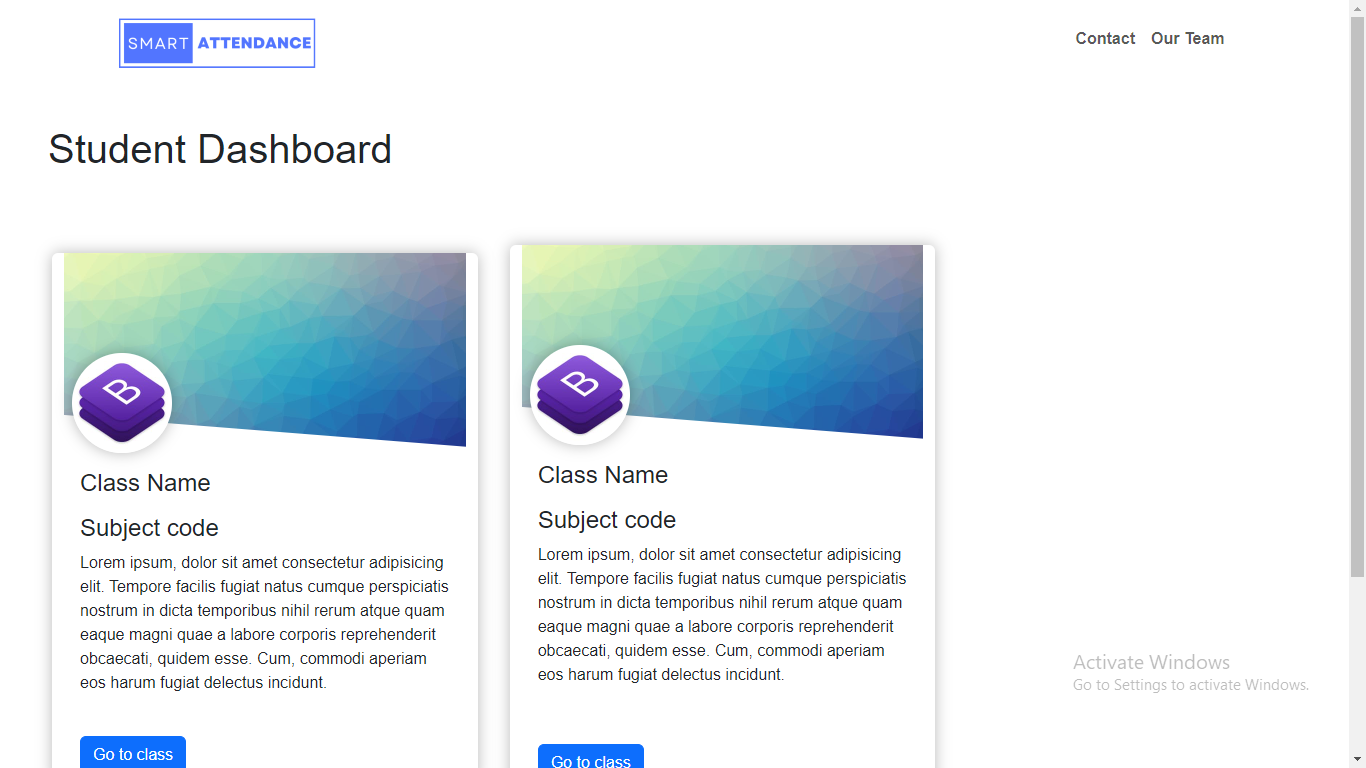 SMART ATTENDANCE
Contact Our Team
Student Dashboard
B
Class Name
Subject code
Lorem ipsum, dolor sit amet consectetur adipisicing
elit. Tempore facilis fugiat natus cumque perspiciatis
nostrum in dicta temporibus nihil rerum atque quam
eaque magni quae a labore corporis reprehenderit
obcaecati, quidem esse. Cum, commodi aperiam
eos harum fugiat delectus incidunt.
Go to class
B
Class Name
Subject code
Lorem ipsum, dolor sit amet consectetur adipisicing
elit. Tempore facilis fugiat natus cumque perspiciatis
nostrum in dicta temporibus nihil rerum atque quam
eaque magni quae a labore corporis reprehenderit
obcaecati, quidem esse. Cum, commodi aperiam
eos harum fugiat delectus incidunt.
Go to class
Activate Windows
Go to Settings to activate Windows.